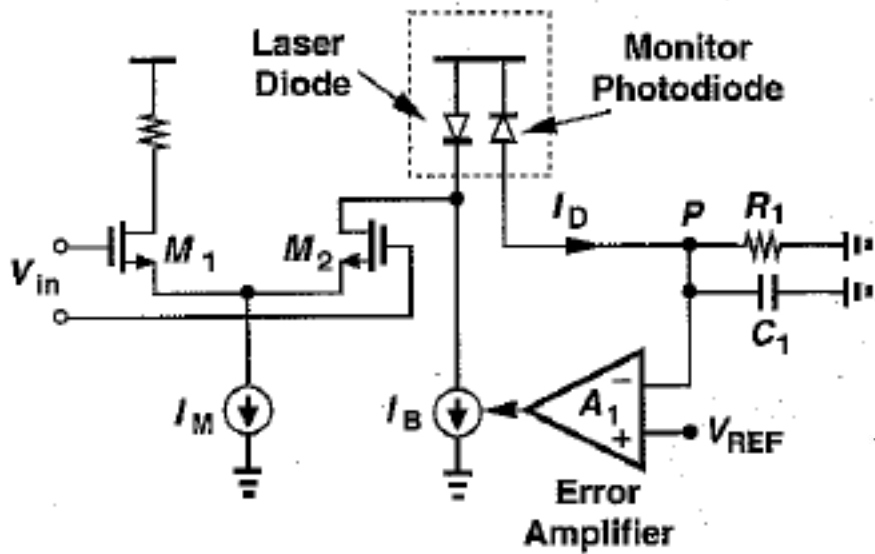 Laser
Diode
Monitor
Photodiode
I_D
P
R_1
M_1
M_2
V_in
C_1
I_M
I_B
A_1
−
+
V_REF
Error
Amplifier